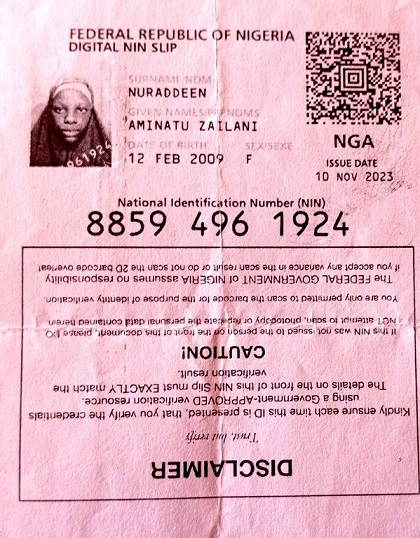 FEDERAL REPUBLIC OF NIGERIA
DIGITAL NIN SLIP
SURNAME/NOM
NURADDEEN
GIVEN NAMES/PRENOMS
AMINATU ZAILANI
DATE OF BIRTH SEX/SEXE
12 FEB 2009 F
NGA
ISSUE DATE
10 NOV 2023
National Identification Number (NIN)
8859 496 1924
DISCLAIMER
Trust, but verify
Kindly ensure each time this ID is presented, that you verify the credentials
using a Government-APPROVED verification resource.
The details on the front of this NIN Slip must EXACTLY match the
verification result.
CAUTION!
If this NIN was not issued to the person on the front of this document, please DO
NOT attempt to scan, photocopy or replicate the personal data contained herein
You are only permitted to scan the barcode for the purpose of identity verification.
The FEDERAL GOVERNMENT of NIGERIA assumes no responsibility
if you accept any variance in the scan result or do not scan the 2D barcode overleaf